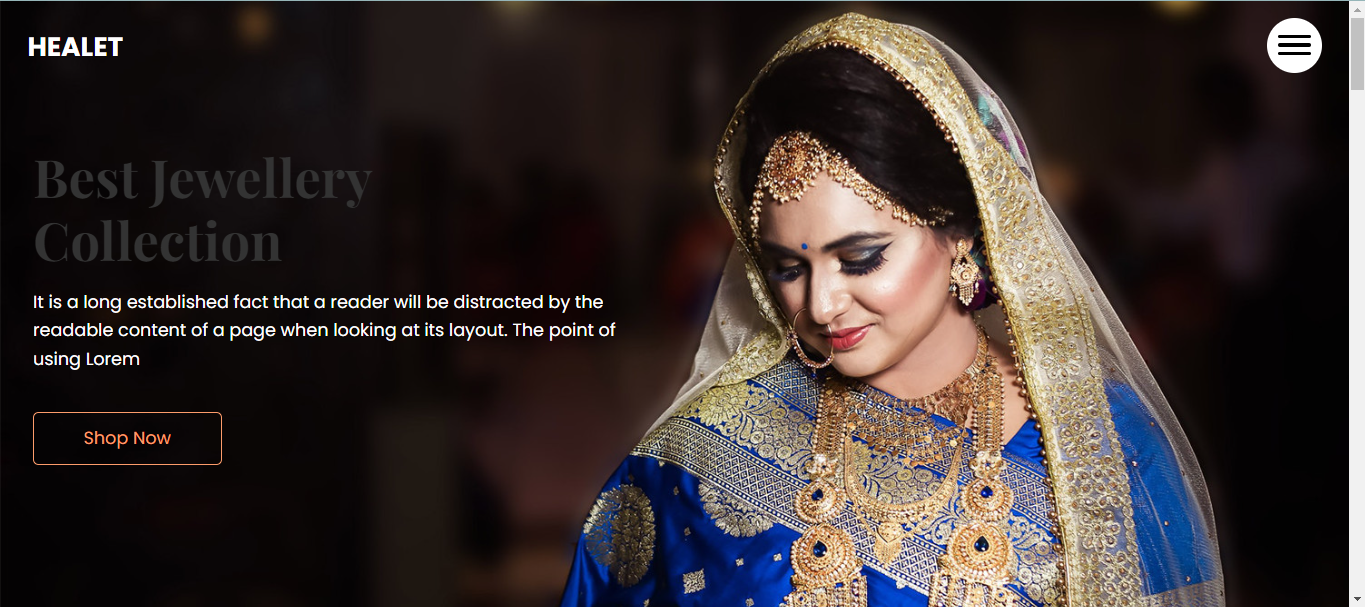 HEALET
Best Jewellery
Collection
It is a long established fact that a reader will be distracted by the
readable content of a page when looking at its layout. The point of
using Lorem
Shop Now